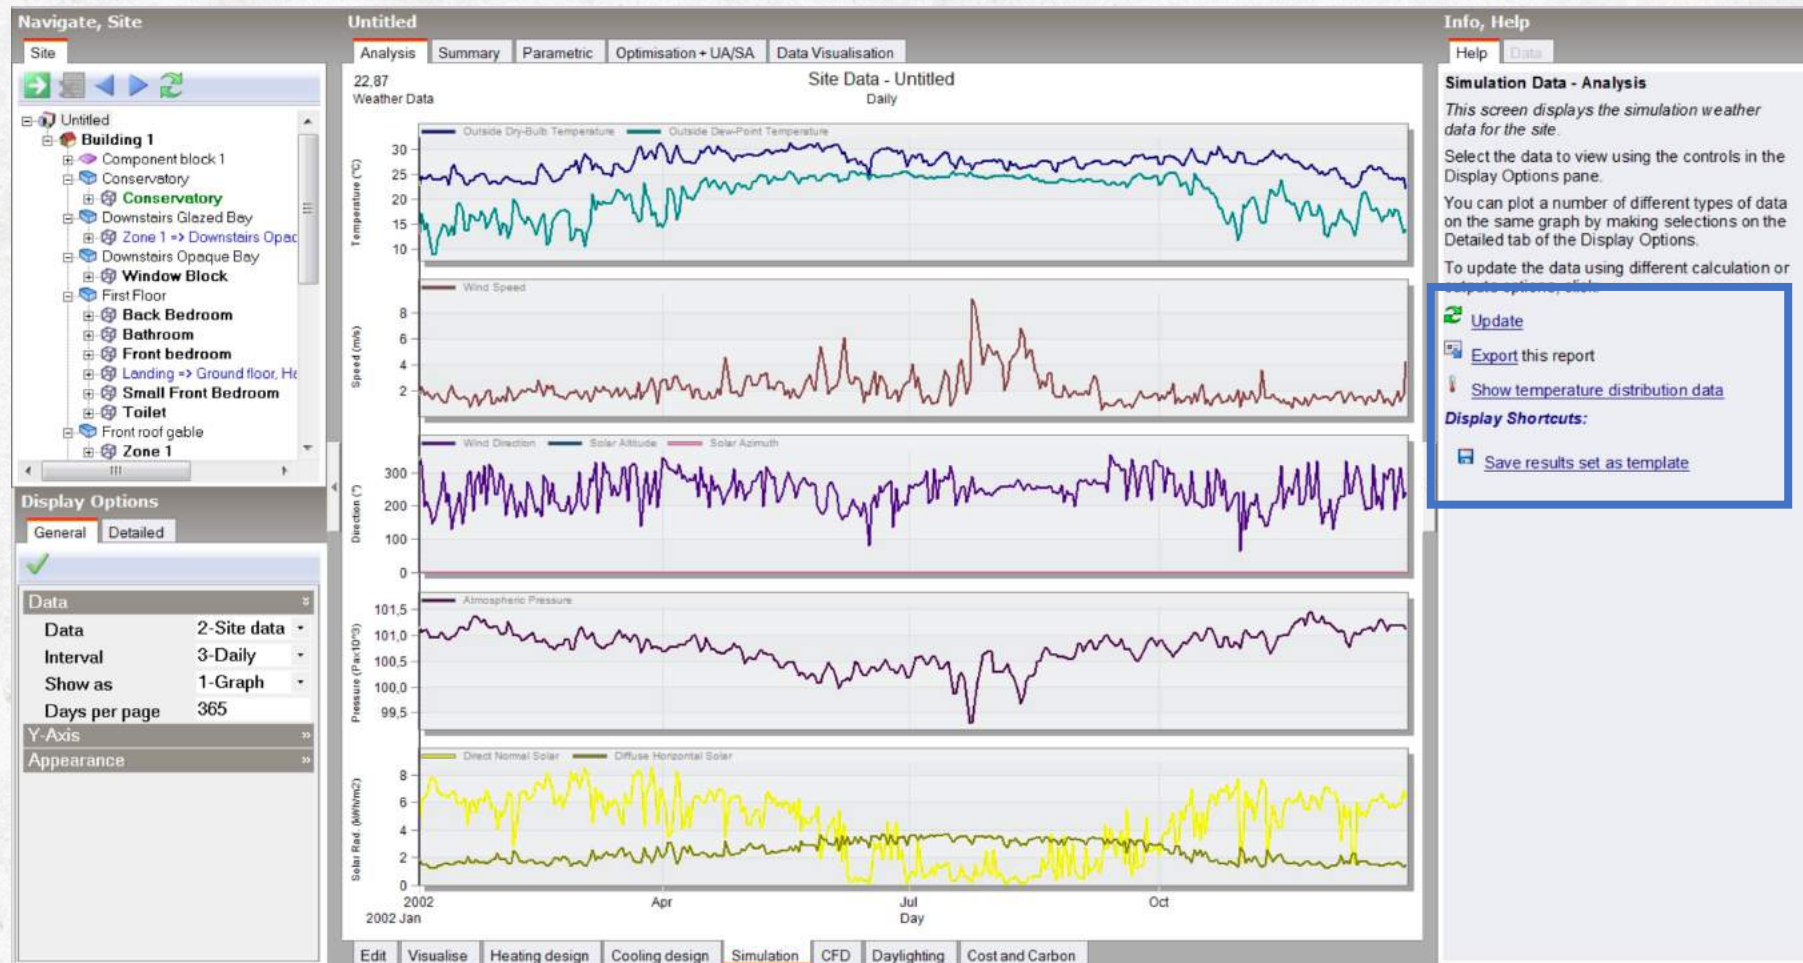 Navigate, Site
Site
Untitled
Building 1
Component block 1
Conservatory
Conservatory
Downstairs Glazed Bay
Zone 1 => Downstairs Opac
Downstairs Opaque Bay
Window Block
First Floor
Back Bedroom
Bathroom
Front bedroom
Landing => Ground floor, He
Small Front Bedroom
Toilet
Front roof gable
Zone 1
Display Options
General Detailed
Data
Data 2-Site data
Interval 3-Daily
Show as 1-Graph
Days per page 365
Y-Axis
Appearance
Untitled
Analysis Summary Parametric Optimisation + UA/SA Data Visualisation
22,87
Weather Data
Site Data - Untitled
Daily
Outside Dry-Bulb Temperature Outside Dew-Point Temperature
Temperature (°C)
30
25
20
15
10
Wind Speed
Speed (m/s)
8
6
4
2
Wind Direction Solar Altitude Solar Azimuth
Direction (°)
300
200
100
0
Atmospheric Pressure
Pressure (Pax10^3)
101,5
101,0
100,5
100,0
99,5
Direct Normal Solar Diffuse Horizontal Solar
Solar Rad. (kWh/m2)
8
6
4
2
0
2002 Apr Jul Oct
2002 Jan Day
Edit Visualise Heating design Cooling design Simulation CFD Daylighting Cost and Carbon
Info, Help
Help Data
Simulation Data - Analysis
This screen displays the simulation weather
data for the site.
Select the data to view using the controls in the
Display Options pane.
You can plot a number of different types of data
on the same graph by making selections on the
Detailed tab of the Display Options.
To update the data using different calculation or
outputs options, click:
Update
Export this report
Show temperature distribution data
Display Shortcuts:
Save results set as template